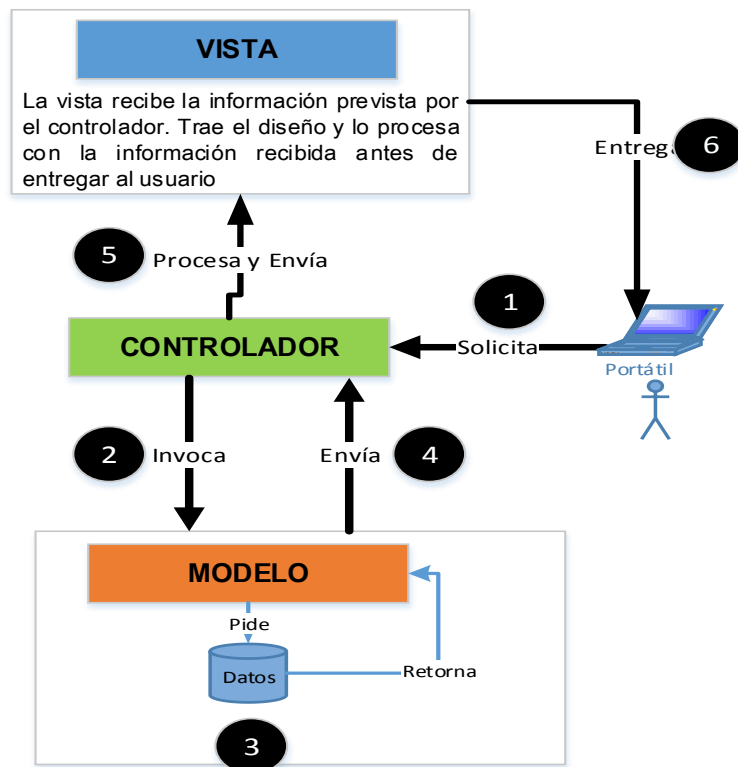 VISTA
La vista recibe la información prevista por
el controlador. Trae el diseño y lo procesa
con la información recibida antes de
entregar al usuario
Entrega
6
5
Procesa y Envía
1
Solicita
CONTROLADOR
Portátil
2
Invoca
Envía
4
MODELO
Pide
Datos
Retorna
3